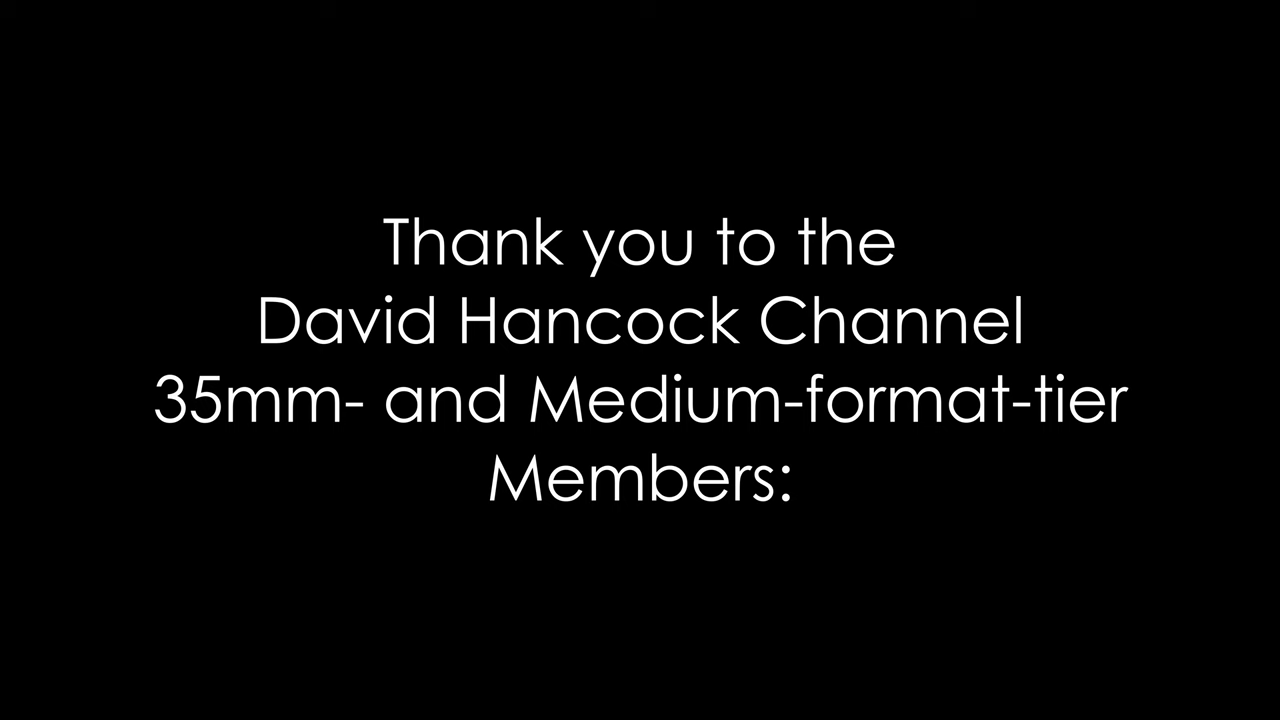 Thank you to the
David Hancock Channel
35mm- and Medium-format-tier
Members: